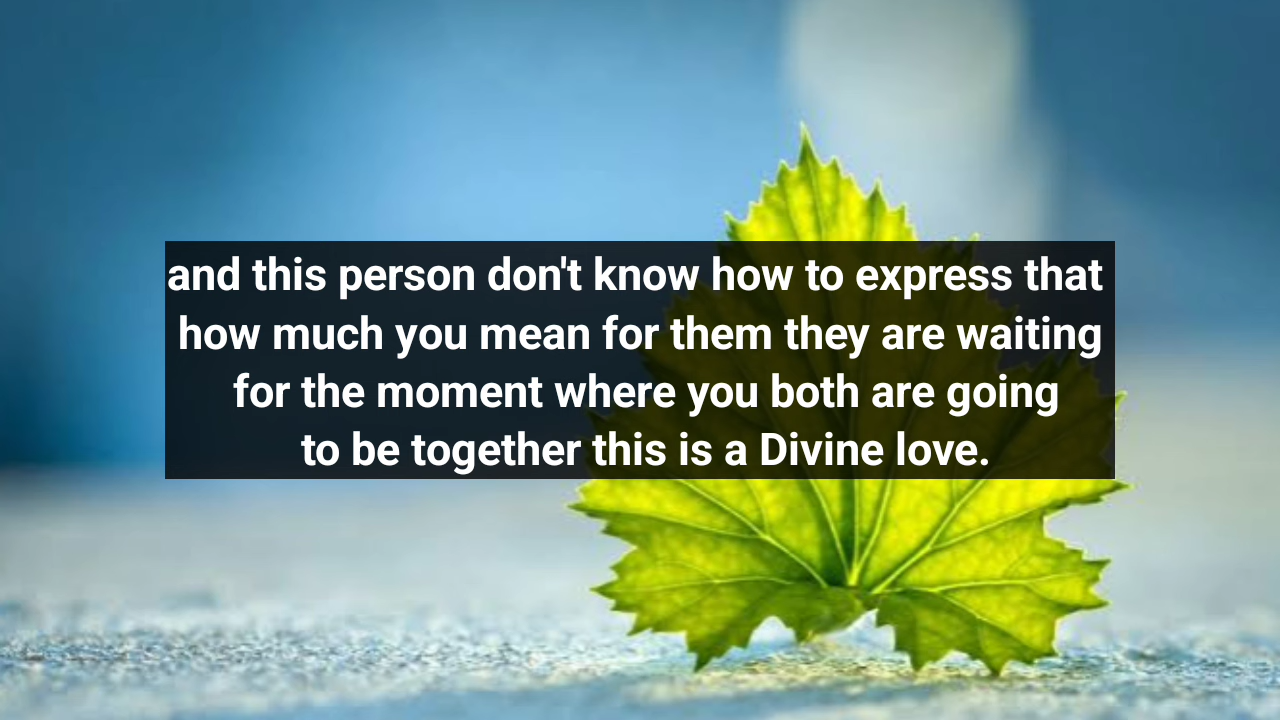 and this person don't know how to express that
how much you mean for them they are waiting
for the moment where you both are going
to be together this is a Divine love.